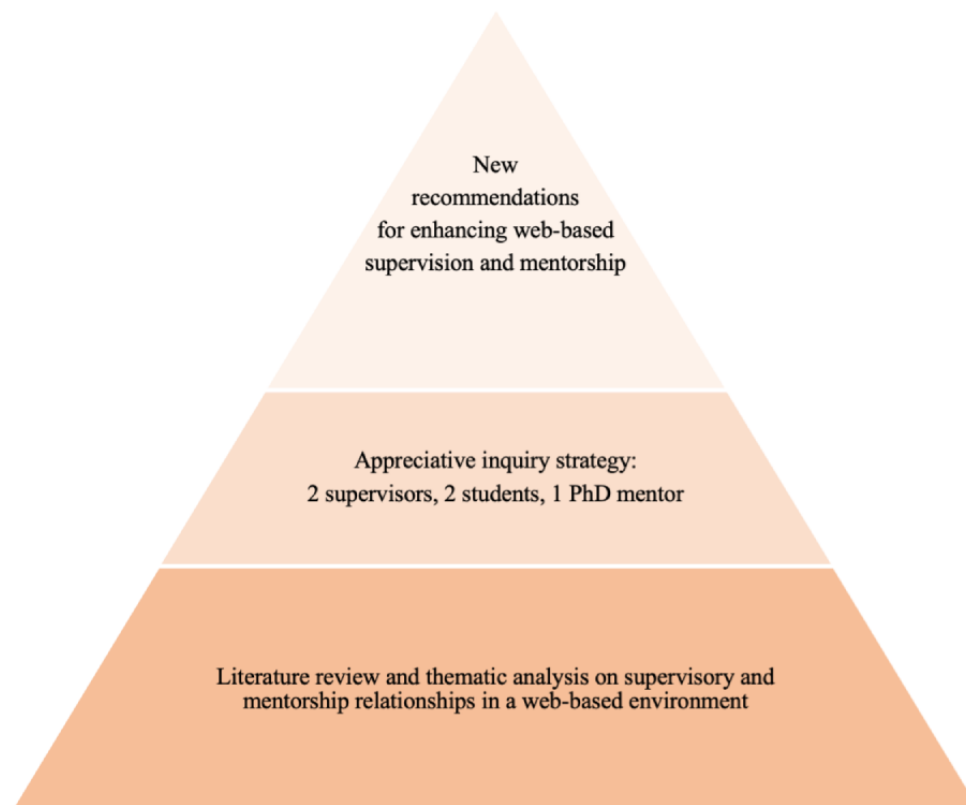 New
recommendations
for enhancing web-based
supervision and mentorship
Appreciative inquiry strategy:
2 supervisors, 2 students, 1 PhD mentor
Literature review and thematic analysis on supervisory and
mentorship relationships in a web-based environment